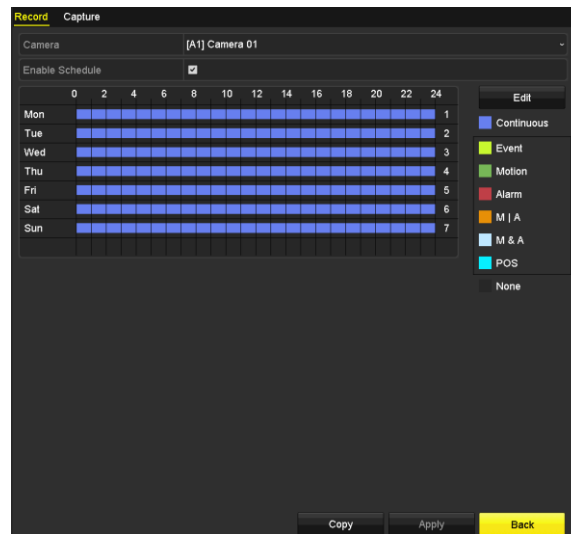 Record Capture
Camera [A1] Camera 01
Enable Schedule
0 2 4 6 8 10 12 14 16 18 20 22 24
Edit
Mon 1
Continuous
Tue 2
Wed 3
Event
Thu 4
Motion
Fri 5
Alarm
Sat 6
M | A
Sun 7
M & A
POS
None
Copy Apply Back